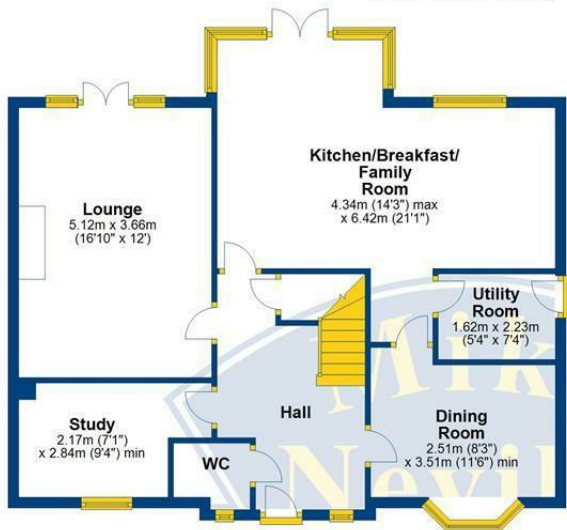 Kitchen/Breakfast/
Family
Room
4.34m (14'3") max
x 6.42m (21'1")
Lounge
5.12m x 3.66m
(16'10" x 12')
Utility
Room
1.62m x 2.23m
(5'4" x 7'4")
Hall
Study
2.17m (7'1")
x 2.84m (9'4") min
WC
Dining
Room
2.51m (8'3")
x 3.51m (11'6") min
Mik
Nevil